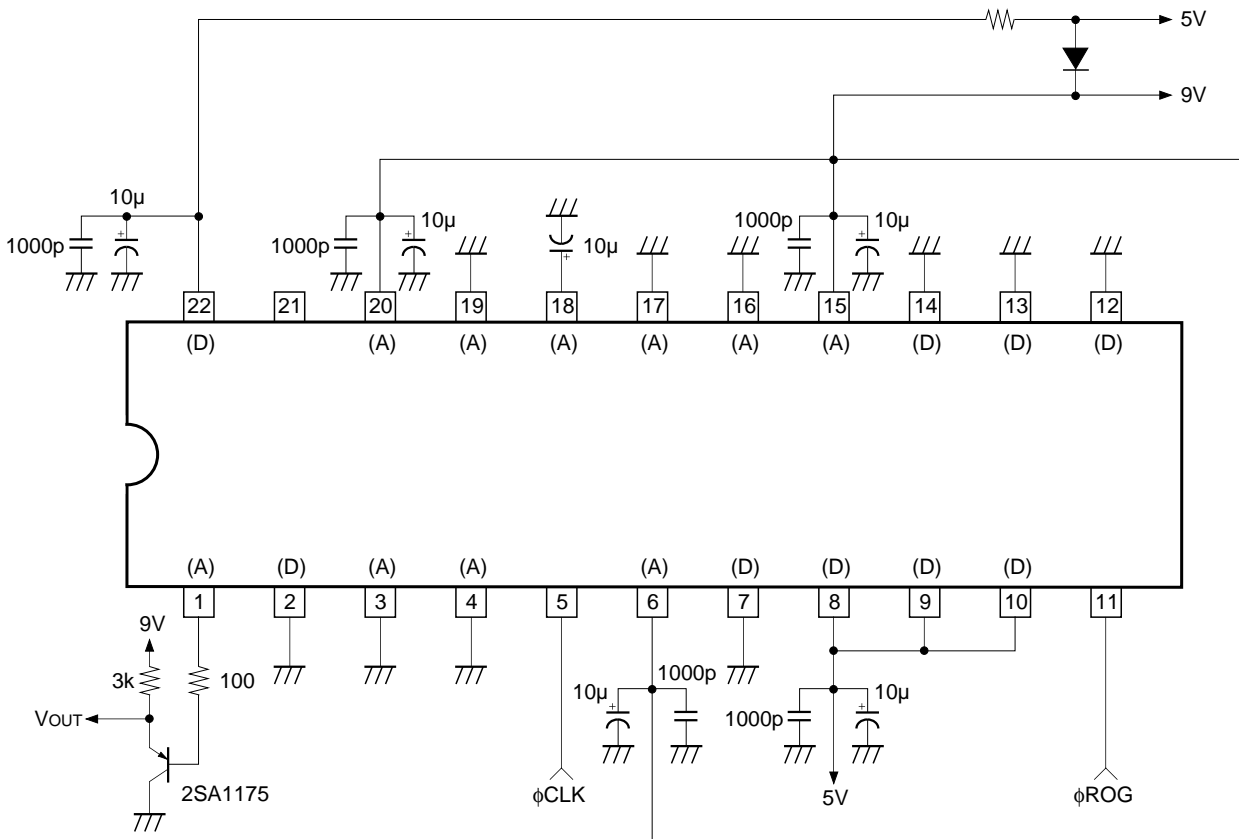 5V
9V
10µ
1000p
10µ
1000p
10µ
1000p
10µ
22 21 20 19 18 17 16 15 14 13 12
(D) (A) (A) (A) (A) (A) (A) (D) (D) (D)
(A) (D) (A) (A) (A) (D) (D) (D) (D)
1 2 3 4 5 6 7 8 9 10 11
9V
3k
100
VOUT
2SA1175
10µ
1000p
1000p
10µ
φCLK
5V
φROG